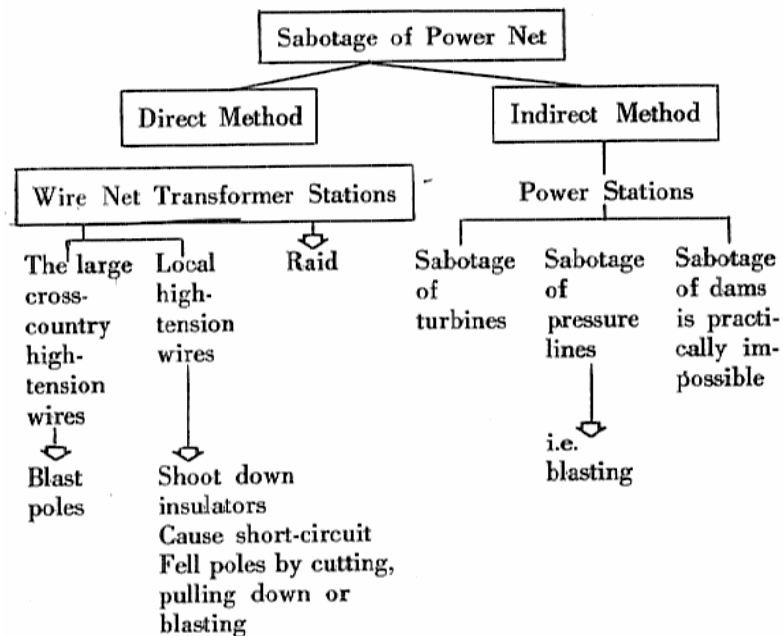 Sabotage of Power Net
Direct Method
Indirect Method
Wire Net Transformer Stations
Power Stations
The large
cross-
country
high-
tension
wires
Local
high-
tension
wires
Raid
Sabotage
of
turbines
Sabotage
of
pressure
lines
Sabotage
of dams
is practi-
cally im-
possible
Blast
poles
Shoot down
insulators
Cause short-circuit
Fell poles by cutting,
pulling down or
blasting
i.e.
blasting